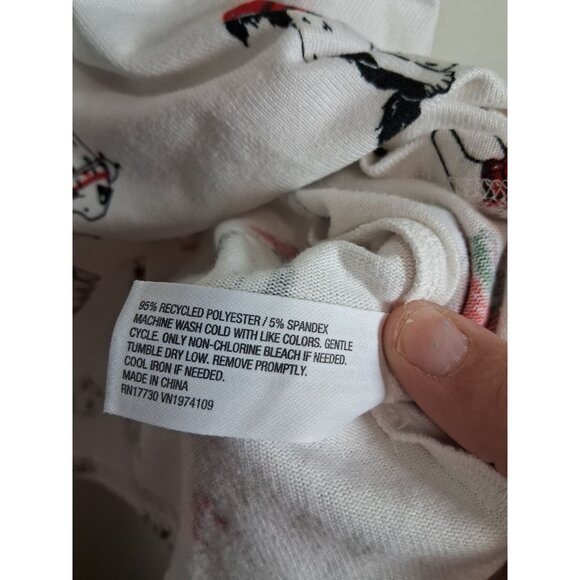 95% RECYCLED POLYESTER / 5% SPANDEX
MACHINE WASH COLD WITH LIKE COLORS. GENTLE
CYCLE. ONLY NON-CHLORINE BLEACH IF NEEDED.
TUMBLE DRY LOW. REMOVE PROMPTLY.
COOL IRON IF NEEDED.
MADE IN CHINA
RN17730 VN1974109